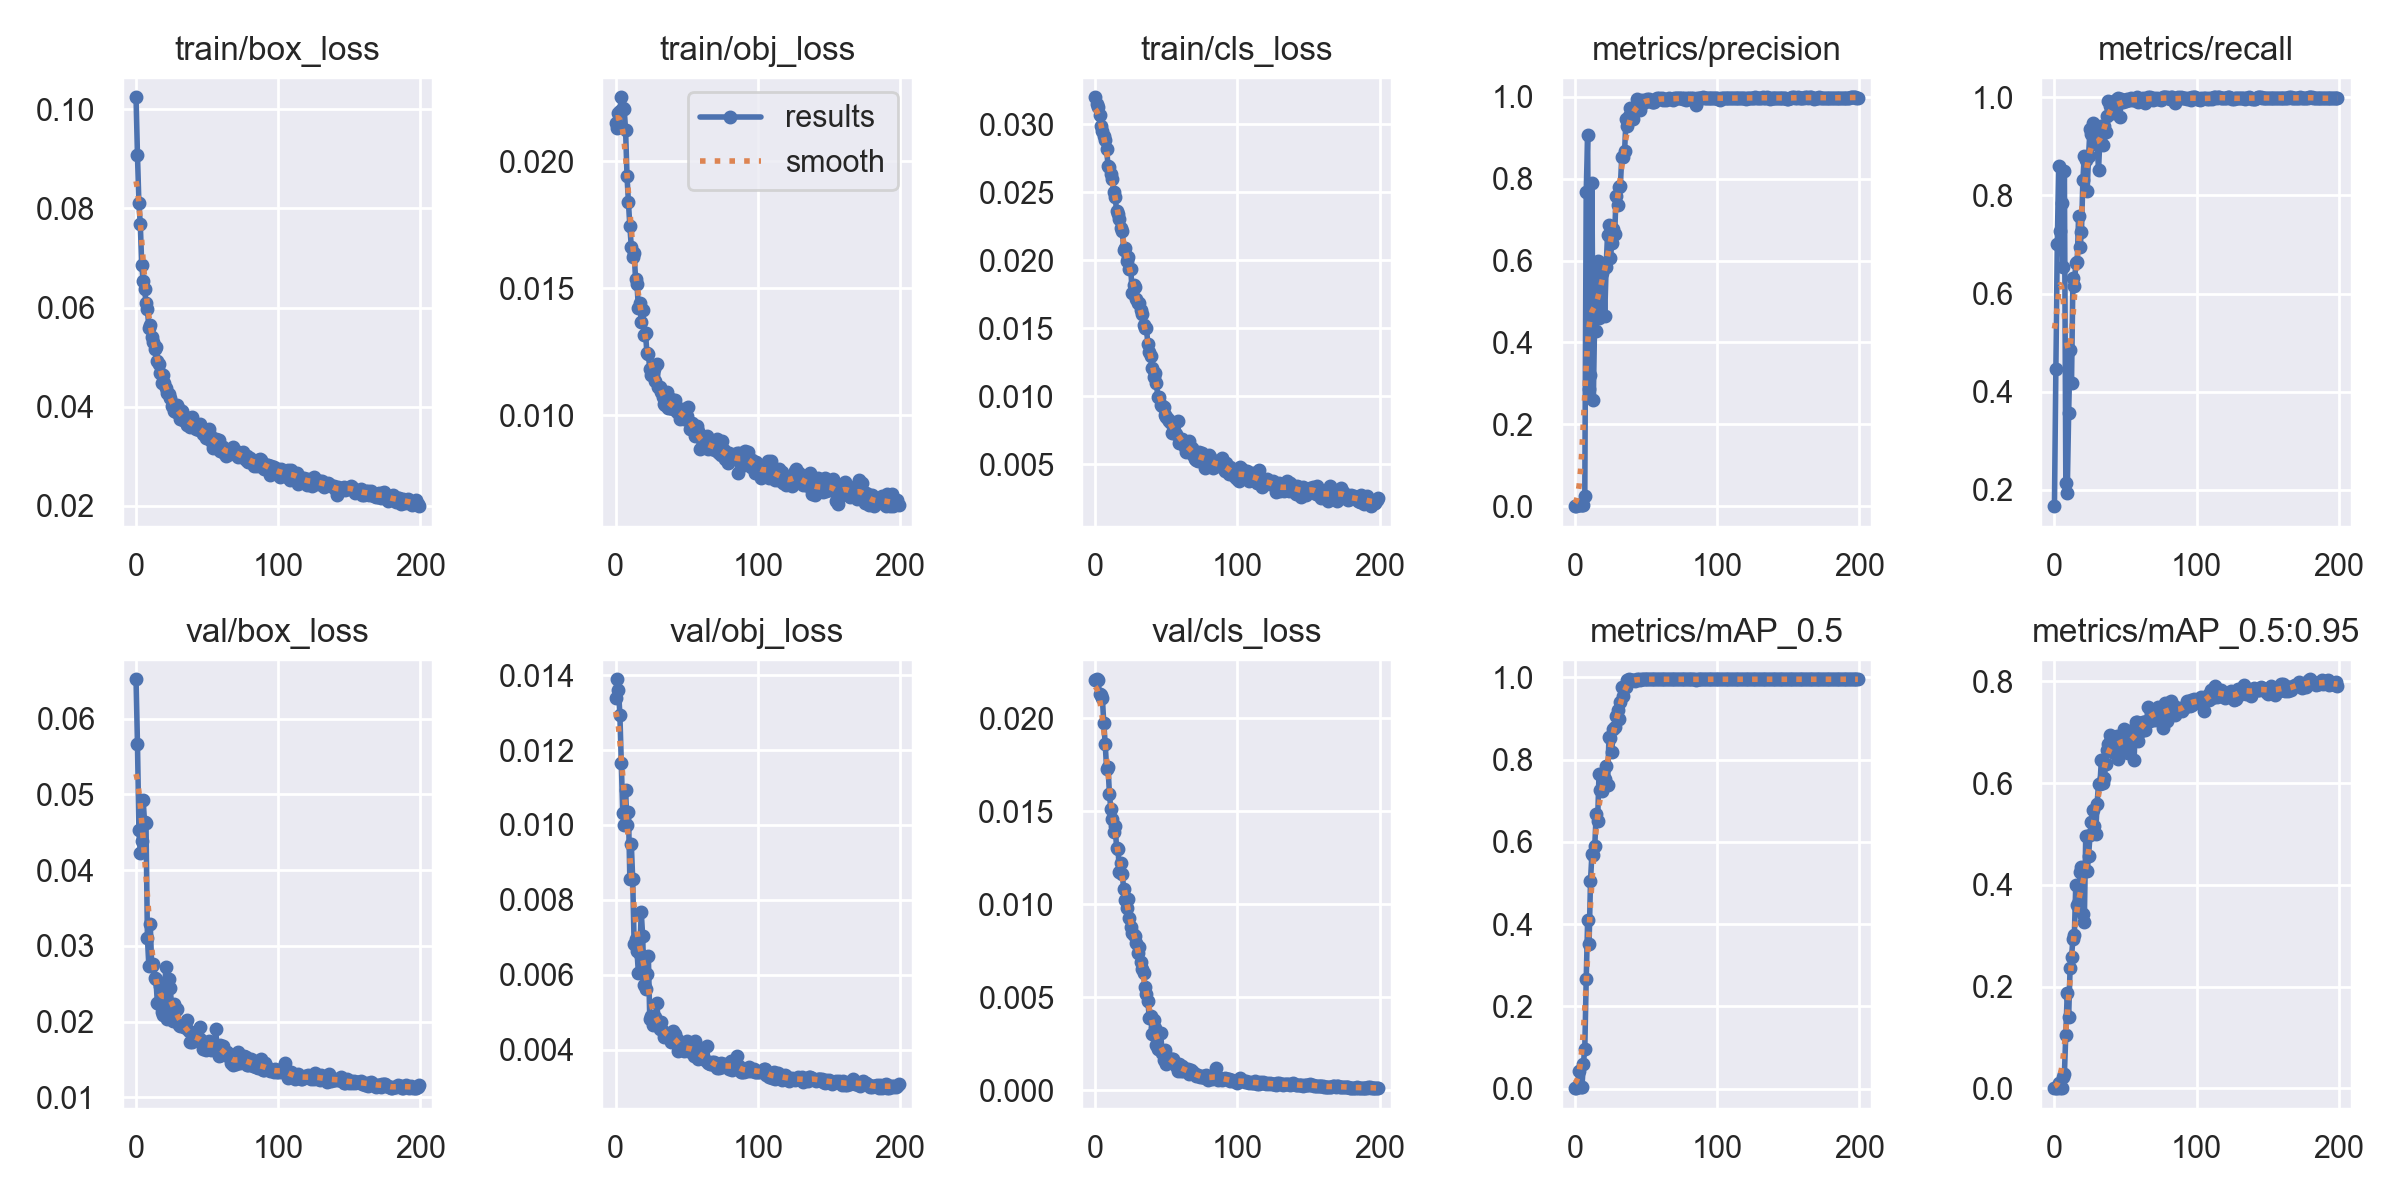 train/box_loss
train/obj_loss
train/cls_loss
metrics/precision
metrics/recall
0.10
0.08
0.06
0.04
0.02
0 100 200
0.020
0.015
0.010
results
smooth
0 100 200
0.030
0.025
0.020
0.015
0.010
0.005
0 100 200
1.0
0.8
0.6
0.4
0.2
0.0
0 100 200
1.0
0.8
0.6
0.4
0.2
0 100 200
val/box_loss
val/obj_loss
val/cls_loss
metrics/mAP_0.5
metrics/mAP_0.5:0.95
0.06
0.05
0.04
0.03
0.02
0.01
0 100 200
0.014
0.012
0.010
0.008
0.006
0.004
0 100 200
0.020
0.015
0.010
0.005
0.000
0 100 200
1.0
0.8
0.6
0.4
0.2
0.0
0 100 200
0.8
0.6
0.4
0.2
0.0
0 100 200